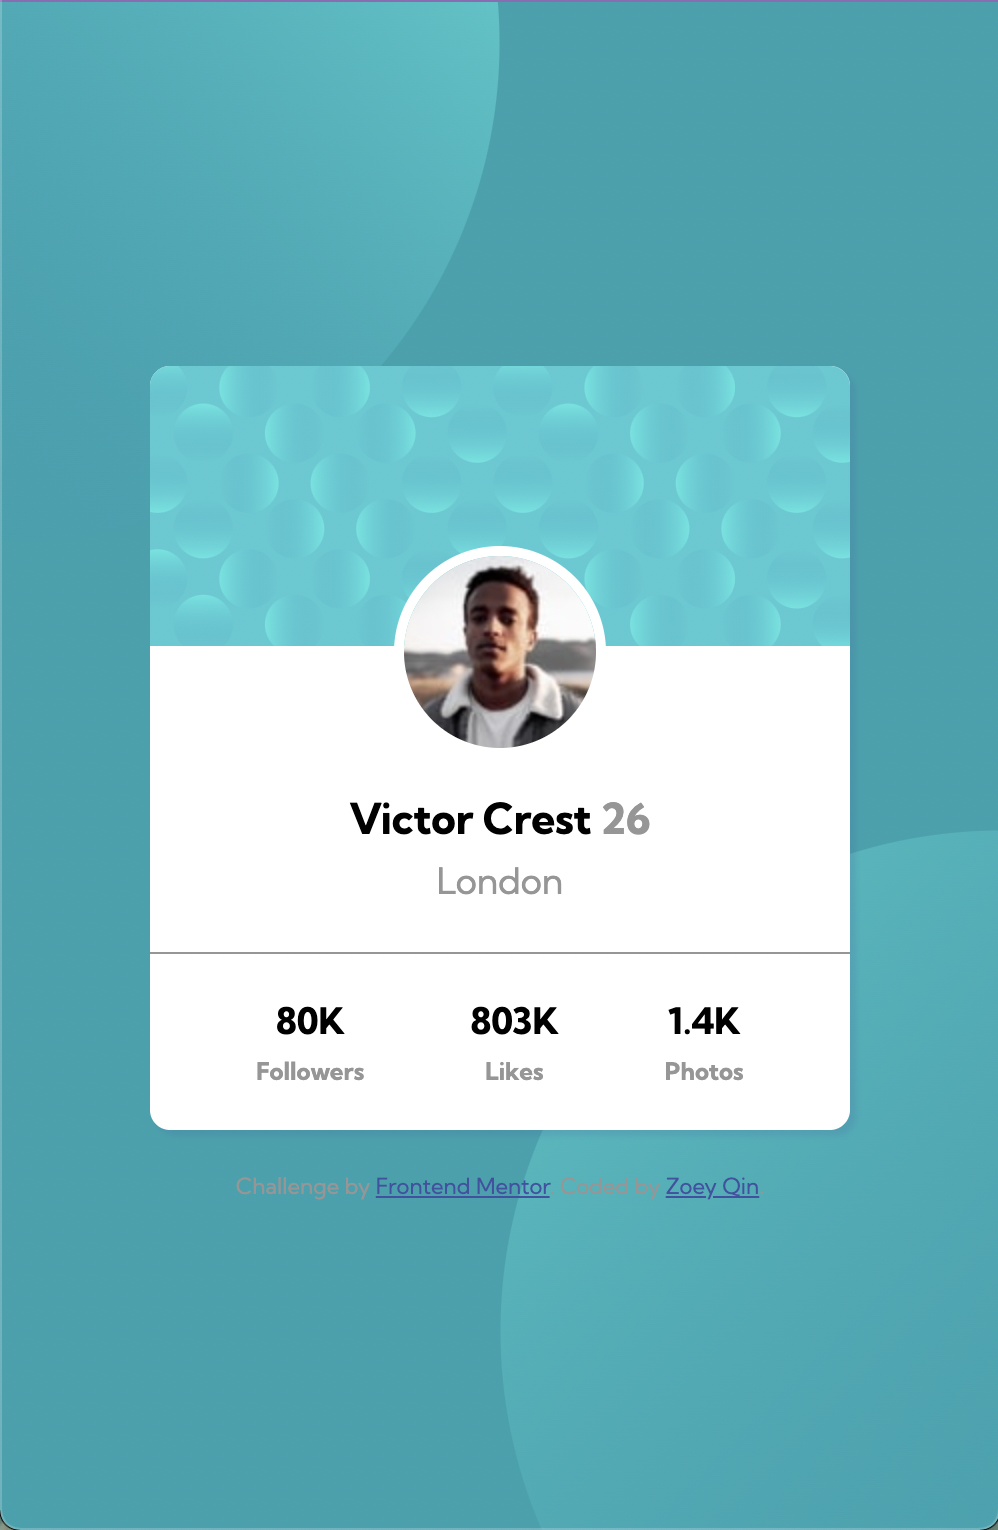 Victor Crest 26
London
80K 803K 1.4K
Followers Likes Photos
Challenge by Frontend Mentor. Coded by Zoey Qin.